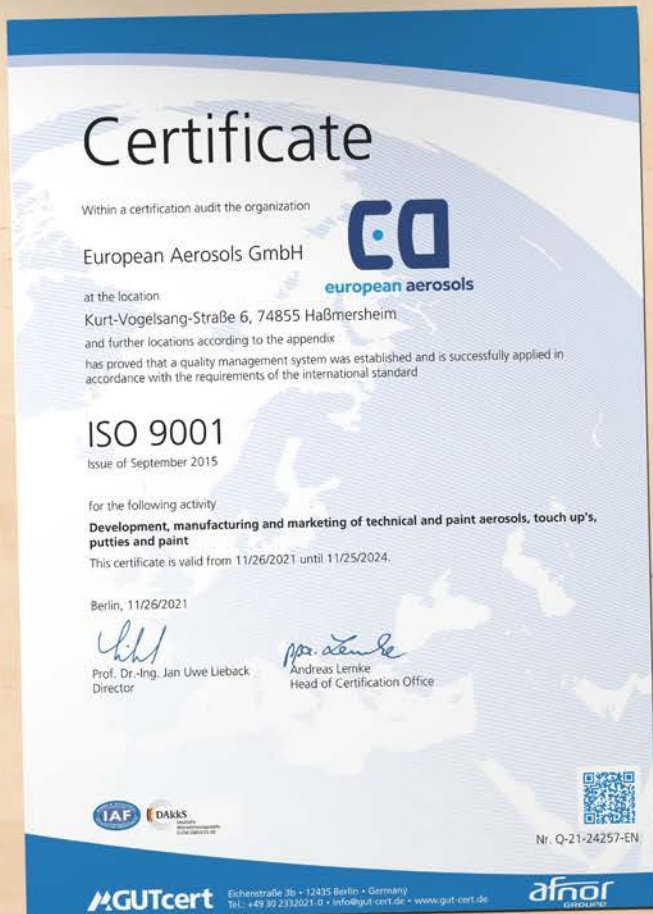 Certificate
Within a certification audit the organization
European Aerosols GmbH
ea
european aerosols
at the location
Kurt-Vogelsang-Straße 6, 74855 Haßmersheim
and further locations according to the appendix
has proved that a quality management system was established and is successfully applied in
accordance with the requirements of the international standard
ISO 9001
Issue of September 2015
for the following activity
Development, manufacturing and marketing of technical and paint aerosols, touch up's,
putties and paint
This certificate is valid from 11/26/2021 until 11/25/2024.
Berlin, 11/26/2021
ppa. Lemke
Prof. Dr.-Ing. Jan Uwe Lieback
Director
Andreas Lemke
Head of Certification Office
IAF
DAkkS
Deutsche
Akkreditierungsstelle
Nr. Q-21-24257-EN
GUTcert
Eichenstraße 3b • 12435 Berlin • Germany
Tel.: +49 30 2332021-0 • info@gut-cert.de • www.gut-cert.de
afnor
GROUPE